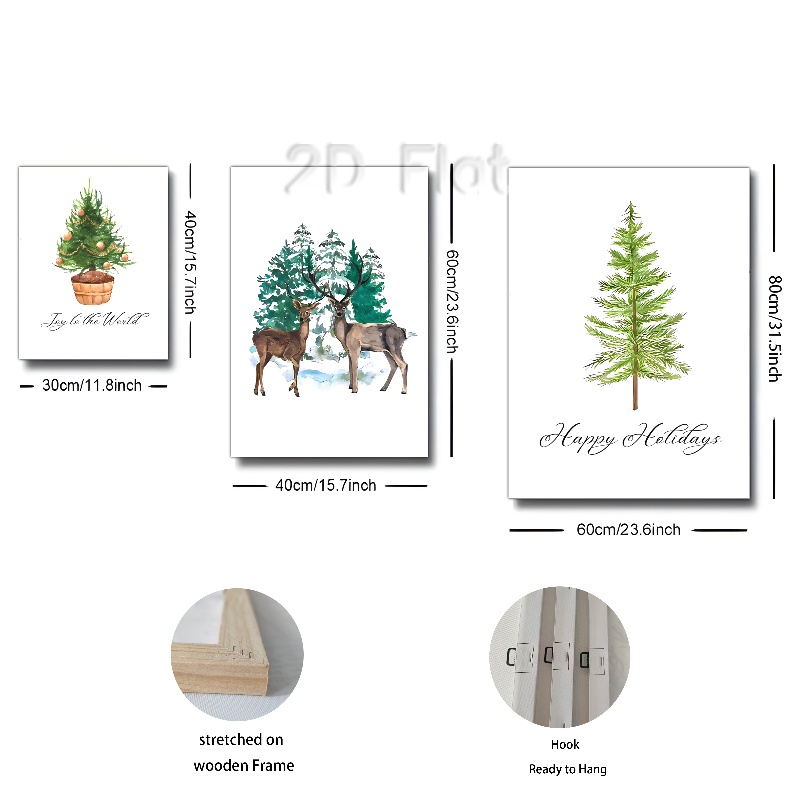 2D Flat
Joy to the World
40cm/15.7inch
30cm/11.8inch
60cm/23.6inch
40cm/15.7inch
Happy Holidays
80cm/31.5inch
60cm/23.6inch
stretched on
wooden Frame
Hook
Ready to Hang